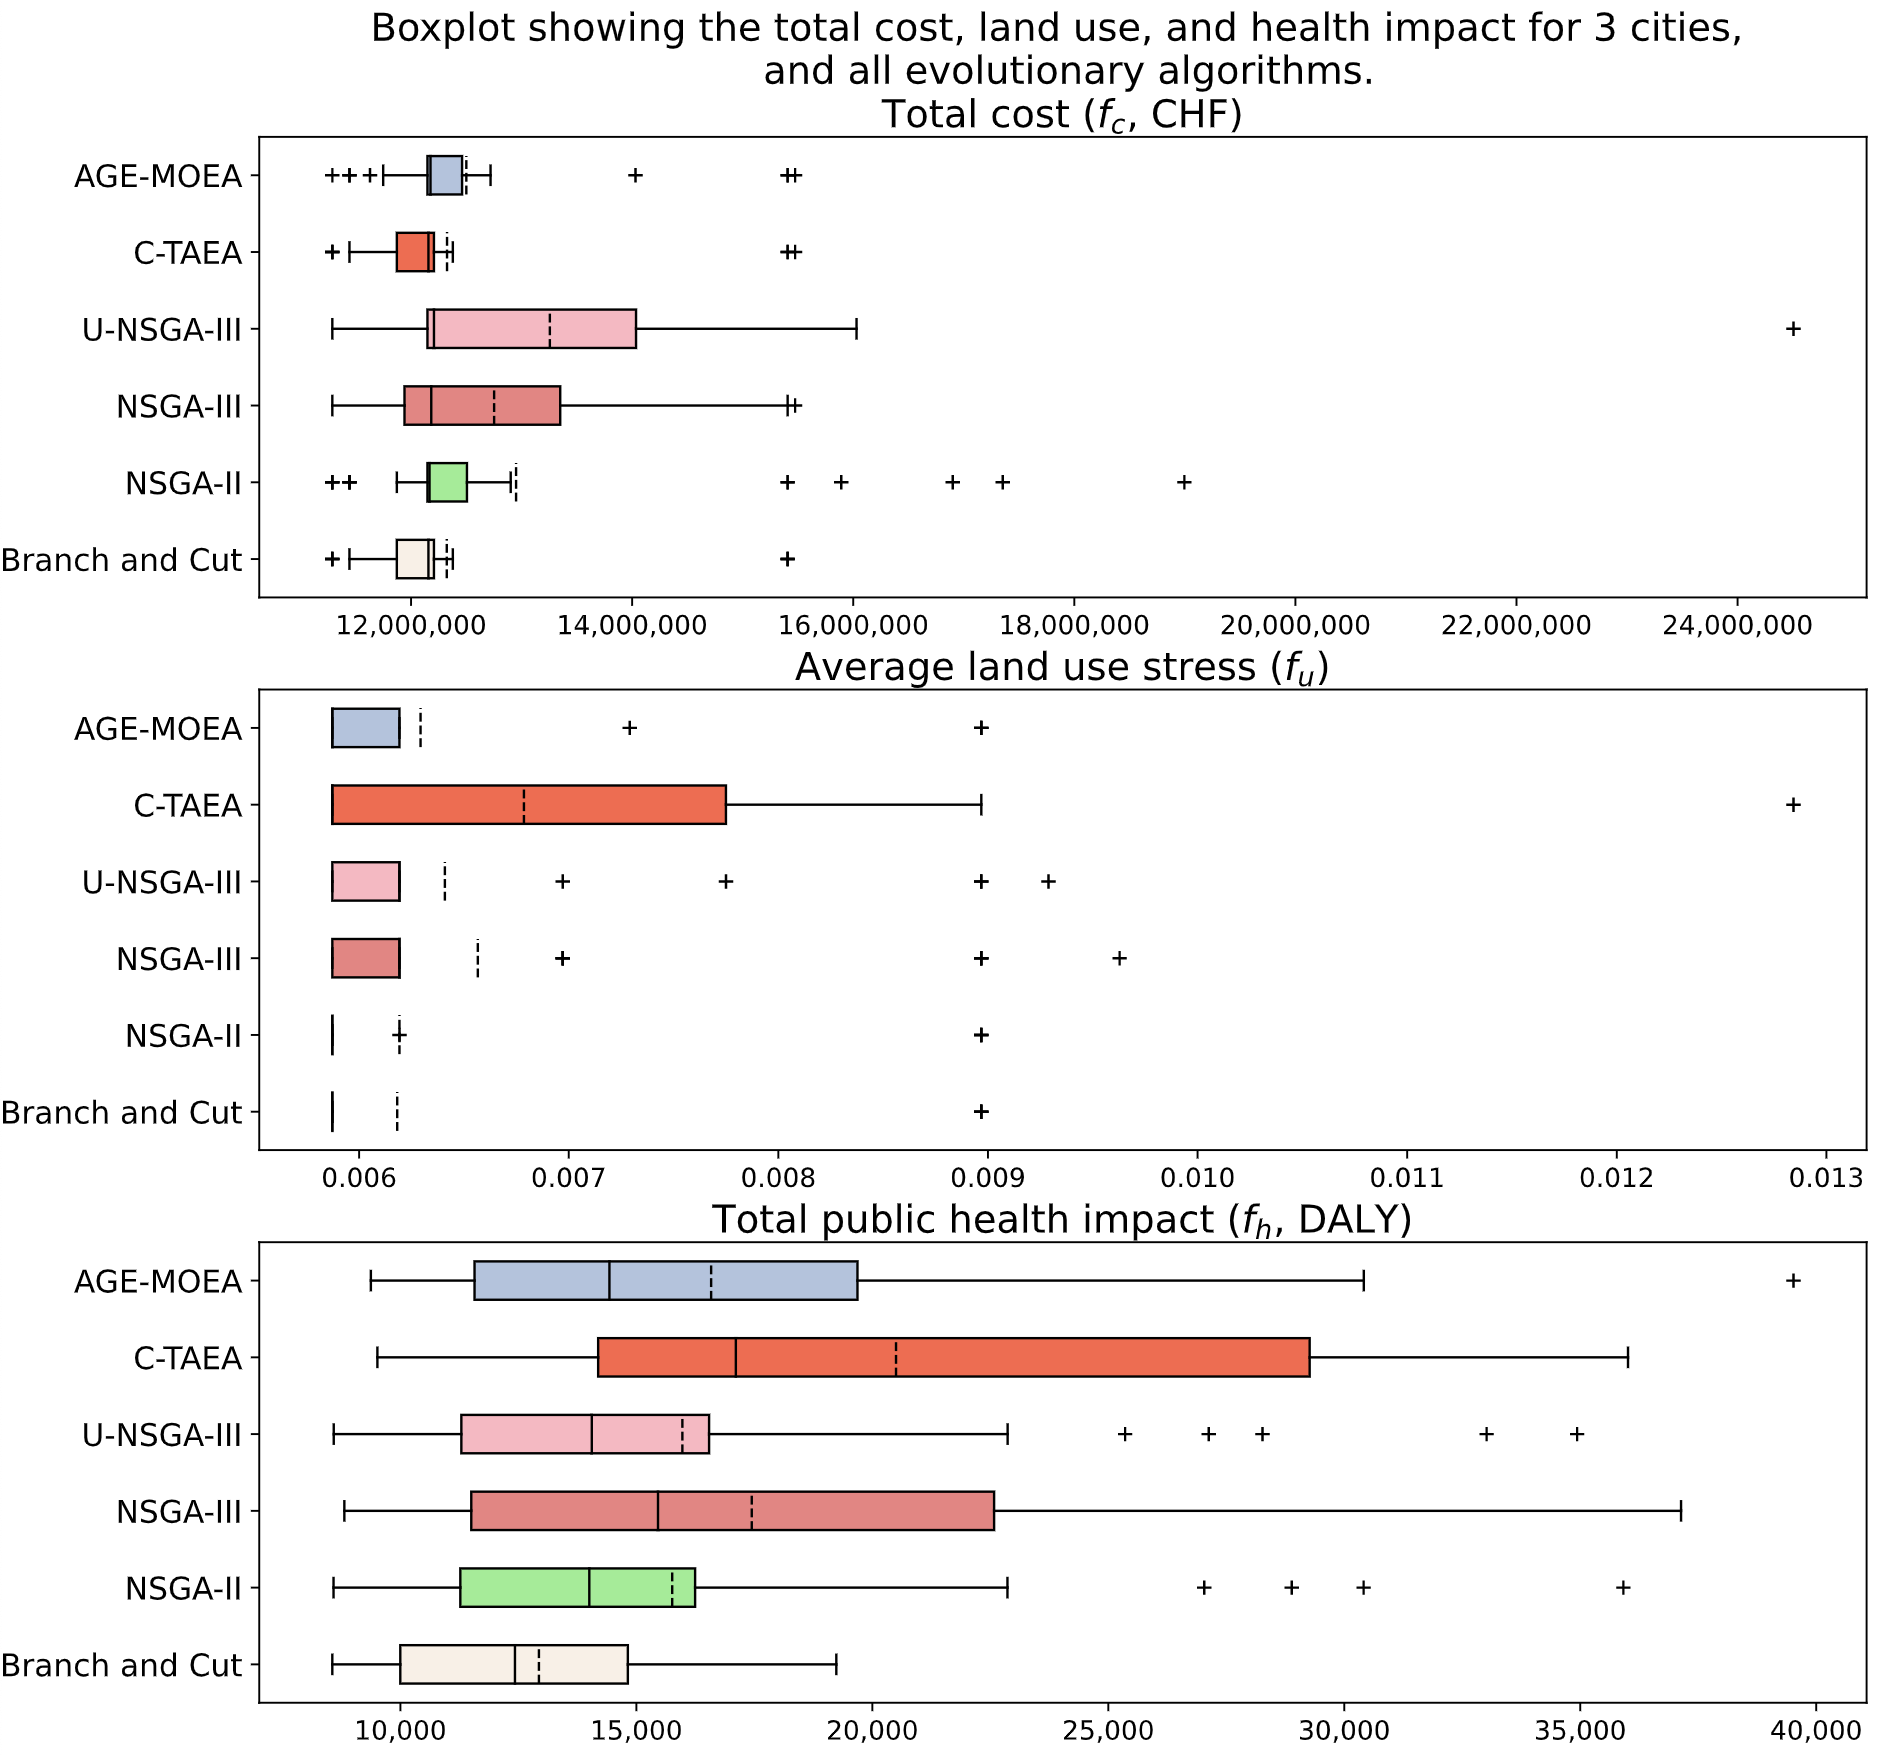 Boxplot showing the total cost, land use, and health impact for 3 cities,
and all evolutionary algorithms.
Total cost (f_c, CHF)
AGE-MOEA
C-TAEA
U-NSGA-III
NSGA-III
NSGA-II
Branch and Cut
12,000,000 14,000,000 16,000,000 18,000,000 20,000,000 22,000,000 24,000,000
Average land use stress (f_u)
AGE-MOEA
C-TAEA
U-NSGA-III
NSGA-III
NSGA-II
Branch and Cut
0.006 0.007 0.008 0.009 0.010 0.011 0.012 0.013
Total public health impact (f_h, DALY)
AGE-MOEA
C-TAEA
U-NSGA-III
NSGA-III
NSGA-II
Branch and Cut
10,000 15,000 20,000 25,000 30,000 35,000 40,000